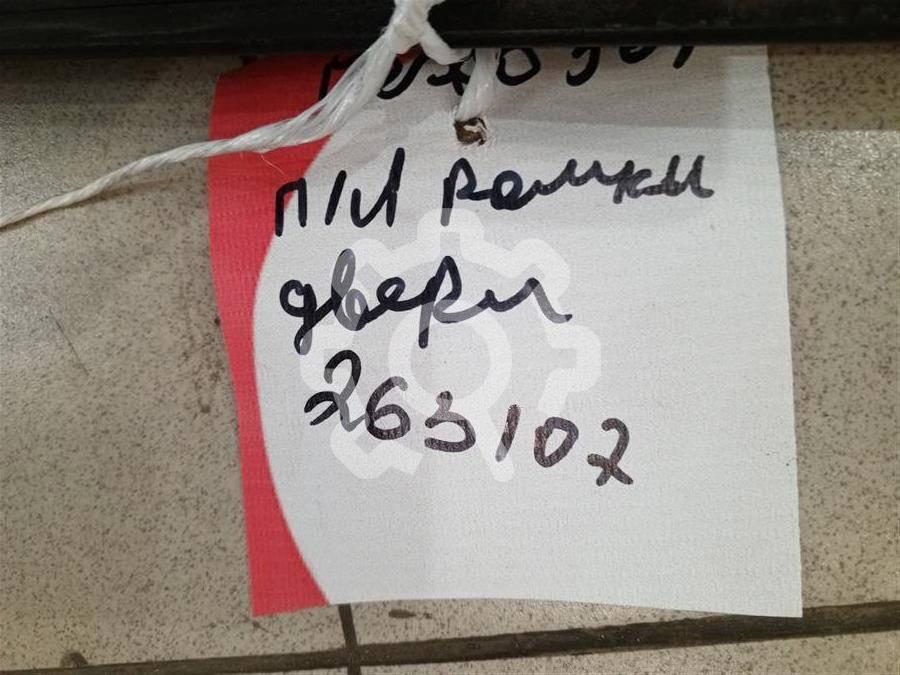 П/Л рамки
двери
263102